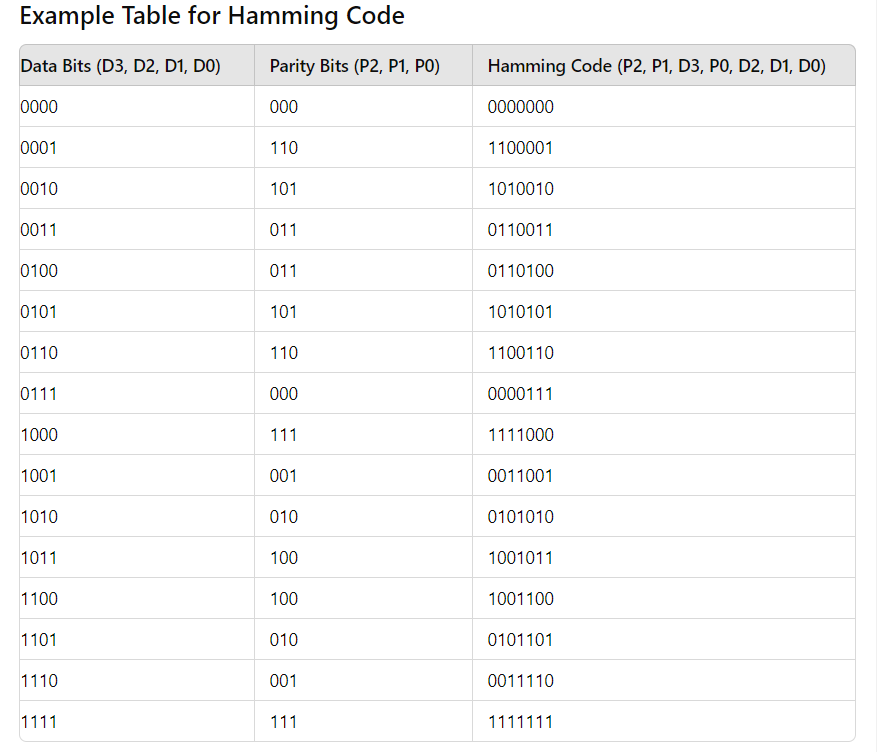 Example Table for Hamming Code
Data Bits (D3, D2, D1, D0) Parity Bits (P2, P1, P0) Hamming Code (P2, P1, D3, P0, D2, D1, D0)
0000 000 0000000
0001 110 1100001
0010 101 1010010
0011 011 0110011
0100 011 0110100
0101 101 1010101
0110 110 1100110
0111 000 0000111
1000 111 1111000
1001 001 0011001
1010 010 0101010
1011 100 1001011
1100 100 1001100
1101 010 0101101
1110 001 0011110
1111 111 1111111